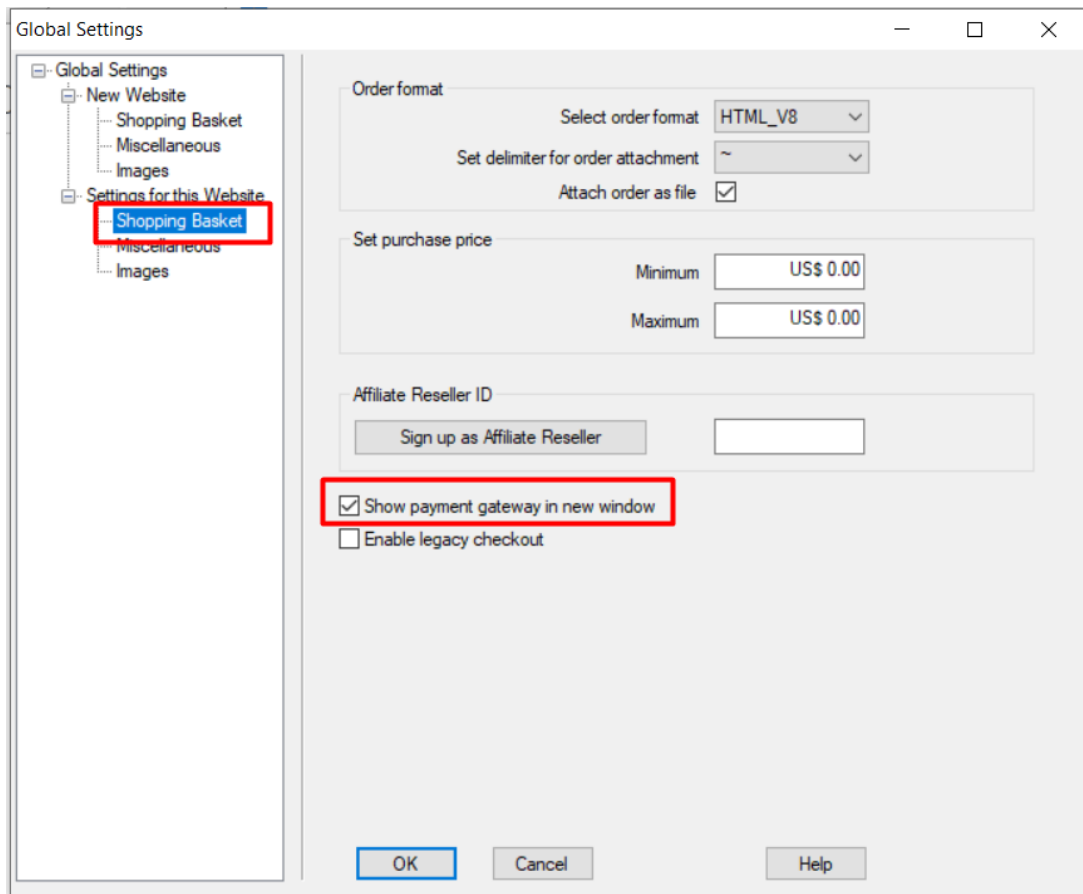 Global Settings
Global Settings
New Website
Shopping Basket
Miscellaneous
Images
Settings for this Website
Shopping Basket
Miscellaneous
Images
Order format
Select order format HTML_V8
Set delimiter for order attachment ~
Attach order as file
Set purchase price
Minimum US$ 0.00
Maximum US$ 0.00
Affiliate Reseller ID
Sign up as Affiliate Reseller
Show payment gateway in new window
Enable legacy checkout
OK Cancel Help